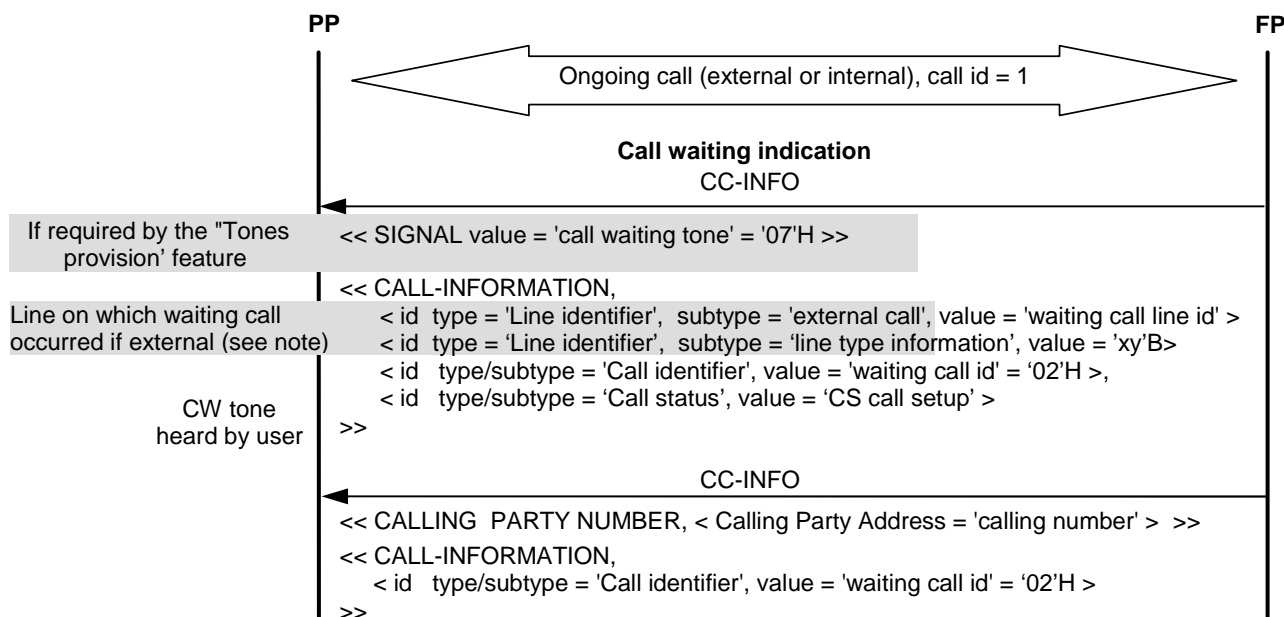 PP FP
Ongoing call (external or internal), call id = 1
Call waiting indication
CC-INFO
If required by the "Tones
provision’ feature
<< SIGNAL value = 'call waiting tone' = '07'H >>
<< CALL-INFORMATION,
Line on which waiting call
occurred if external (see note)
< id type = 'Line identifier', subtype = 'external call', value = 'waiting call line id' >
< id type = ‘Line identifier’, subtype = ‘line type information’, value = ’xy’B>
< id type/subtype = 'Call identifier', value = 'waiting call id' = ‘02’H >,
< id type/subtype = ‘Call status’, value = ‘CS call setup’ >
>>
CW tone
heard by user
CC-INFO
<< CALLING PARTY NUMBER, < Calling Party Address = 'calling number' > >>
<< CALL-INFORMATION,
< id type/subtype = 'Call identifier', value = 'waiting call id' = ‘02’H >
>>